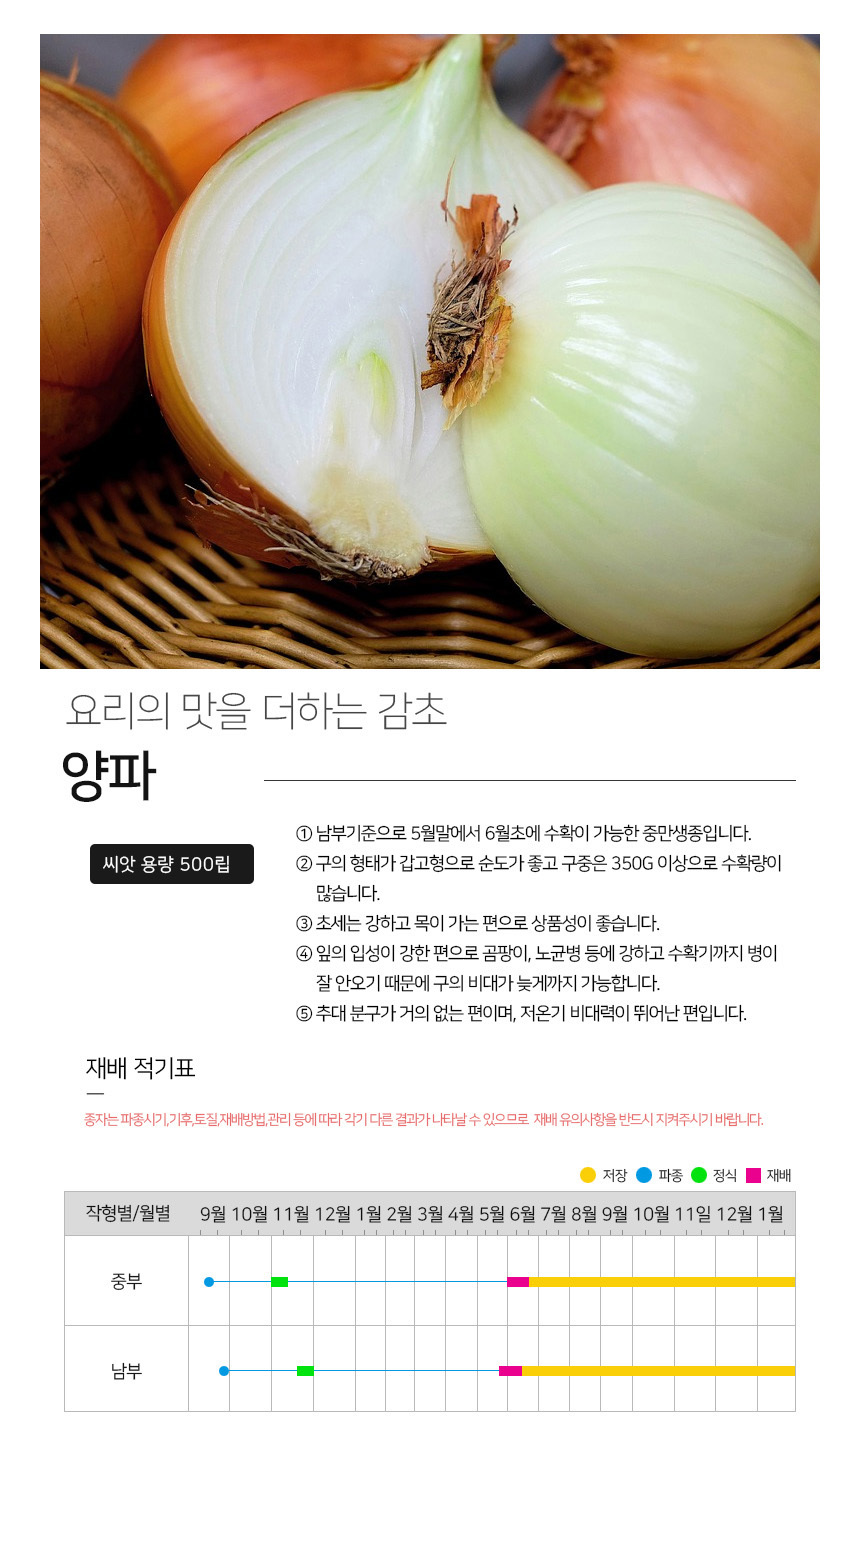 요리의 맛을 더하는 감초
양파
씨앗 용량 500립
① 남부기준으로 5월말에서 6월초에 수확이 가능한 중만생종입니다.
② 구의 형태가 갑고형으로 순도가 좋고 구중은 350G 이상으로 수확량이
많습니다.
③ 초세는 강하고 목이 가는 편으로 상품성이 좋습니다.
④ 잎의 입성이 강한 편으로 곰팡이, 노균병 등에 강하고 수확기까지 병이
잘 안오기 때문에 구의 비대가 늦게까지 가능합니다.
⑤ 추대 분구가 거의 없는 편이며, 저온기 비대력이 뛰어난 편입니다.
재배 적기표
종자는 파종시기,기후,토질,재배방법,관리 등에 따라 각기 다른 결과가 나타날 수 있으므로 재배 유의사항을 반드시 지켜주시기 바랍니다.
저장 파종 정식 재배
작형별/월별 9월 10월 11월 12월 1월 2월 3월 4월 5월 6월 7월 8월 9월 10월 11일 12월 1월
중부
남부